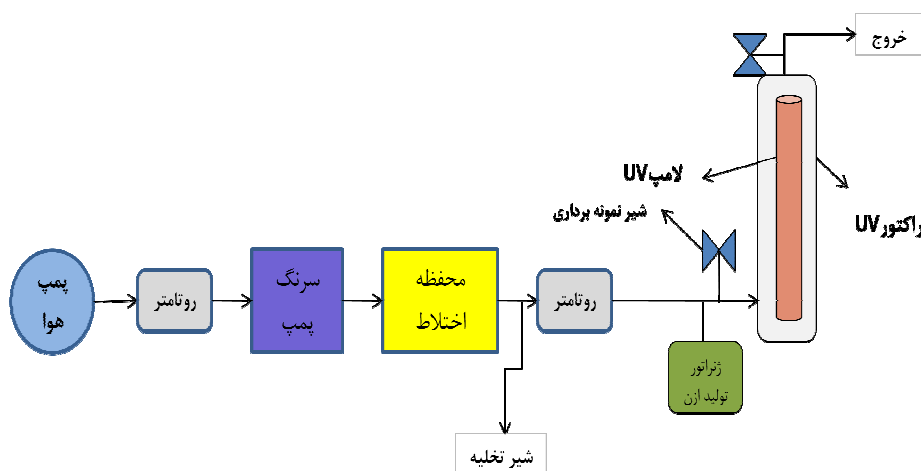 خروج
لامپUV
راکتورUV
شیر نمونه برداری
پمپ
هوا
روتامتر
سرنگ
پمپ
محفظه
اختلاط
روتامتر
ژنراتور
تولید ازن
شیر تخلیه